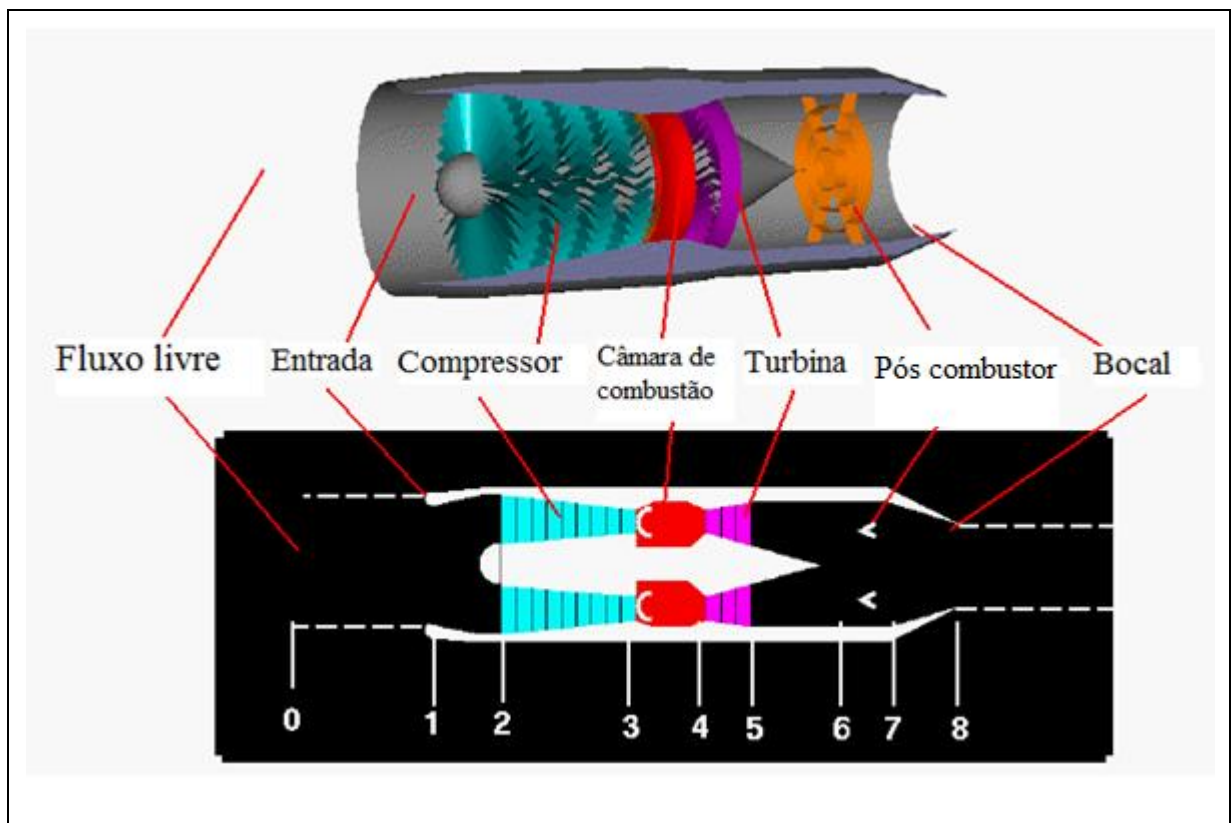 Fluxo livre
Entrada
Compressor
Câmara de
combustão
Turbina
Pós combustor
Bocal
0
1
2
3
4
5
6
7
8